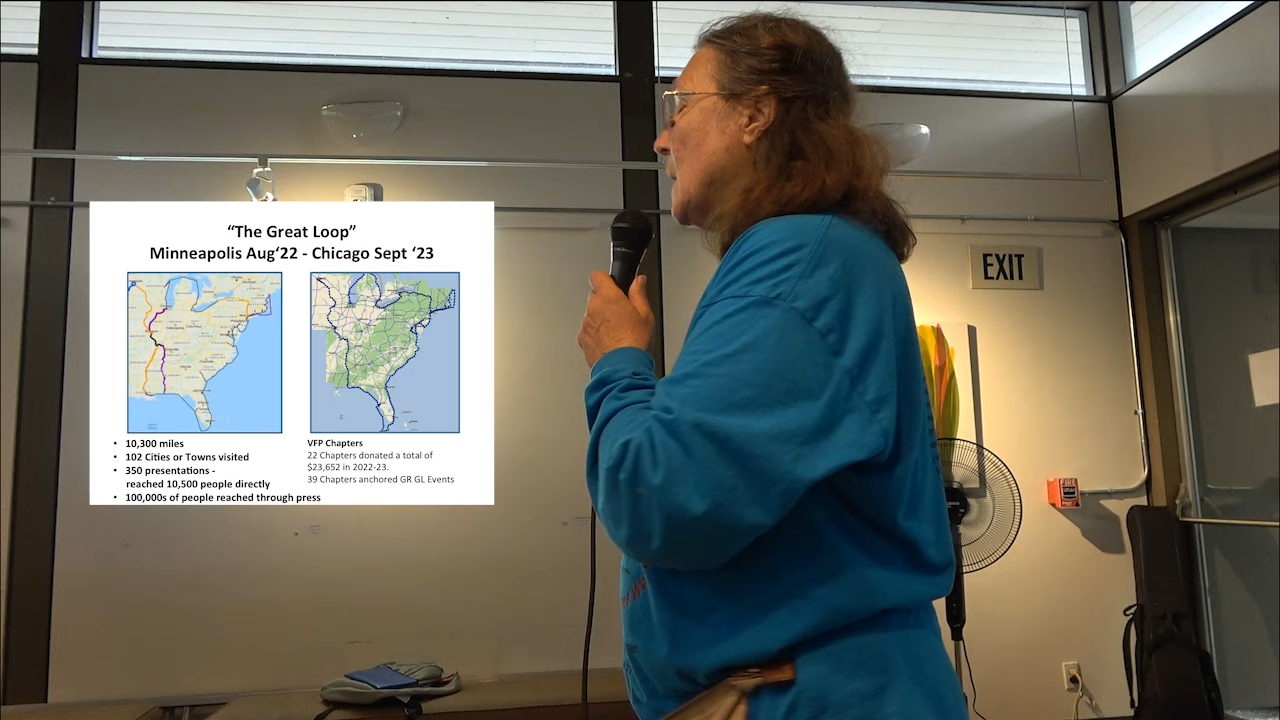 “The Great Loop”
Minneapolis Aug‘22 - Chicago Sept ‘23
• 10,300 miles
• 102 Cities or Towns visited
• 350 presentations -
reached 10,500 people directly
• 100,000s of people reached through press
VFP Chapters
22 Chapters donated a total of
$23,652 in 2022-23.
39 Chapters anchored GR GL Events
EXIT
FIRE